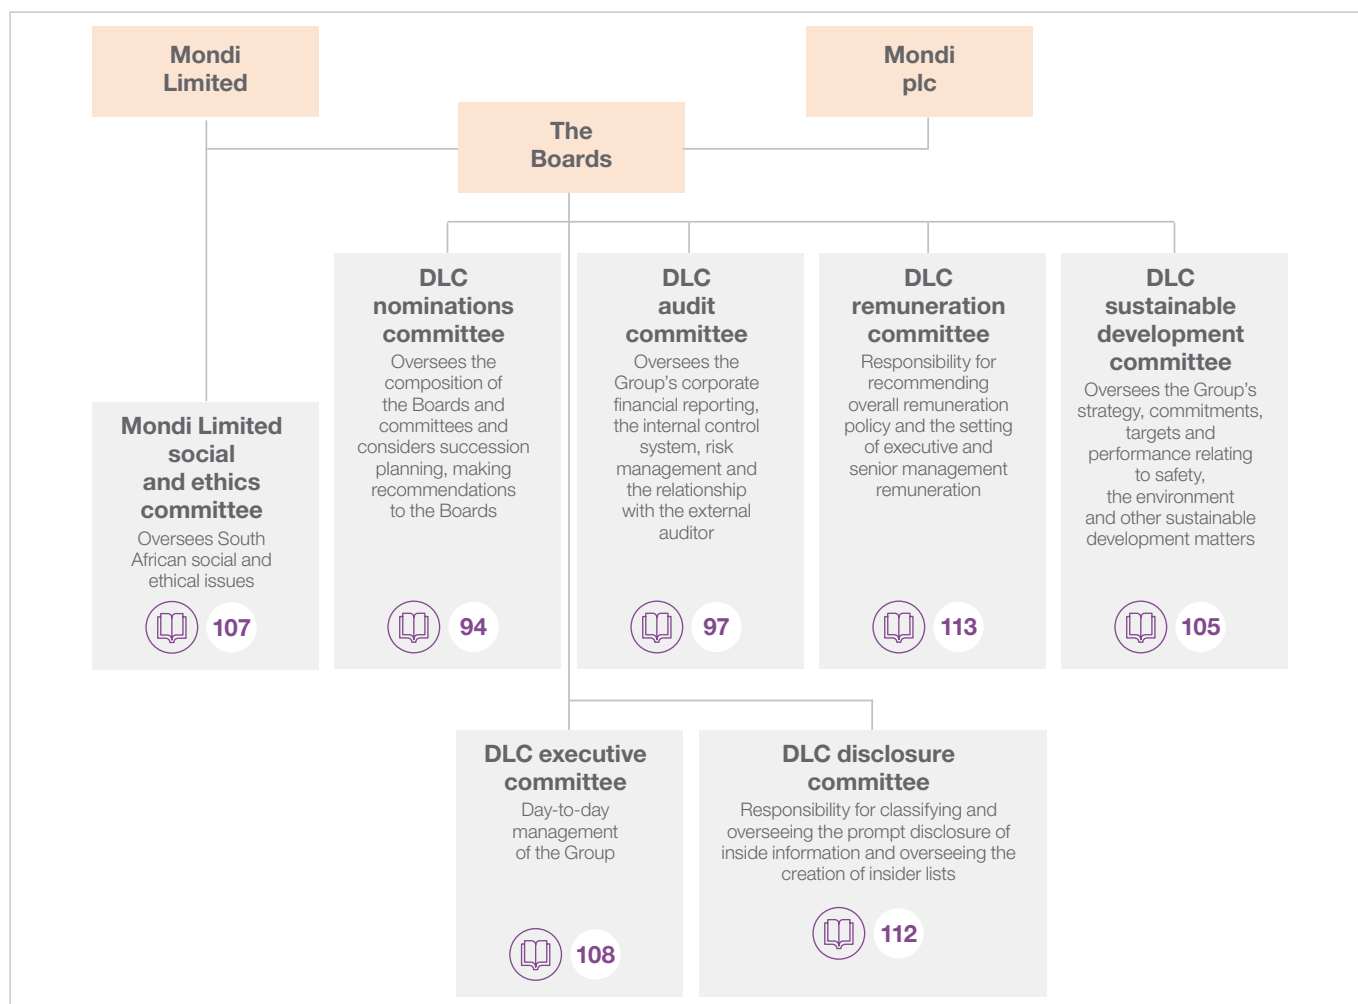 Mondi
Limited
Mondi
plc
The
Boards
DLC
nominations
committee
Oversees the
composition of
the Boards and
committees and
considers succession
planning, making
recommendations
to the Boards
94
DLC
audit
committee
Oversees the
Group's corporate
financial reporting,
the internal control
system, risk
management and
the relationship
with the external
auditor
97
DLC
remuneration
committee
Responsibility for
recommending
overall remuneration
policy and the setting
of executive and
senior management
remuneration
113
DLC
sustainable
development
committee
Oversees the Group's
strategy, commitments,
targets and
performance relating
to safety,
the environment
and other sustainable
development matters
105
Mondi Limited
social
and ethics
committee
Oversees South
African social and
ethical issues
107
DLC executive
committee
Day-to-day
management
of the Group
108
DLC disclosure
committee
Responsibility for classifying and
overseeing the prompt disclosure of
inside information and overseeing the
creation of insider lists
112